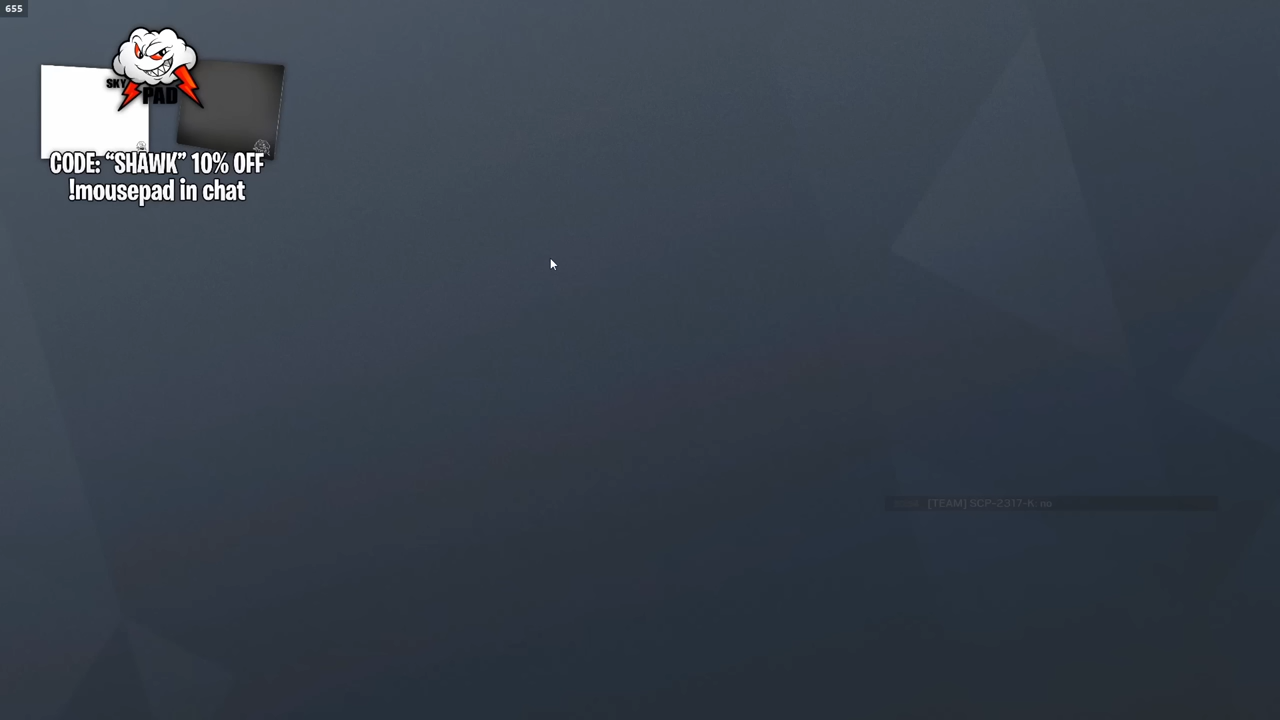 655
SKY
PAD
CODE: “SHAWK” 10% OFF
!mousepad in chat
[TEAM] SCP-2317-K: no